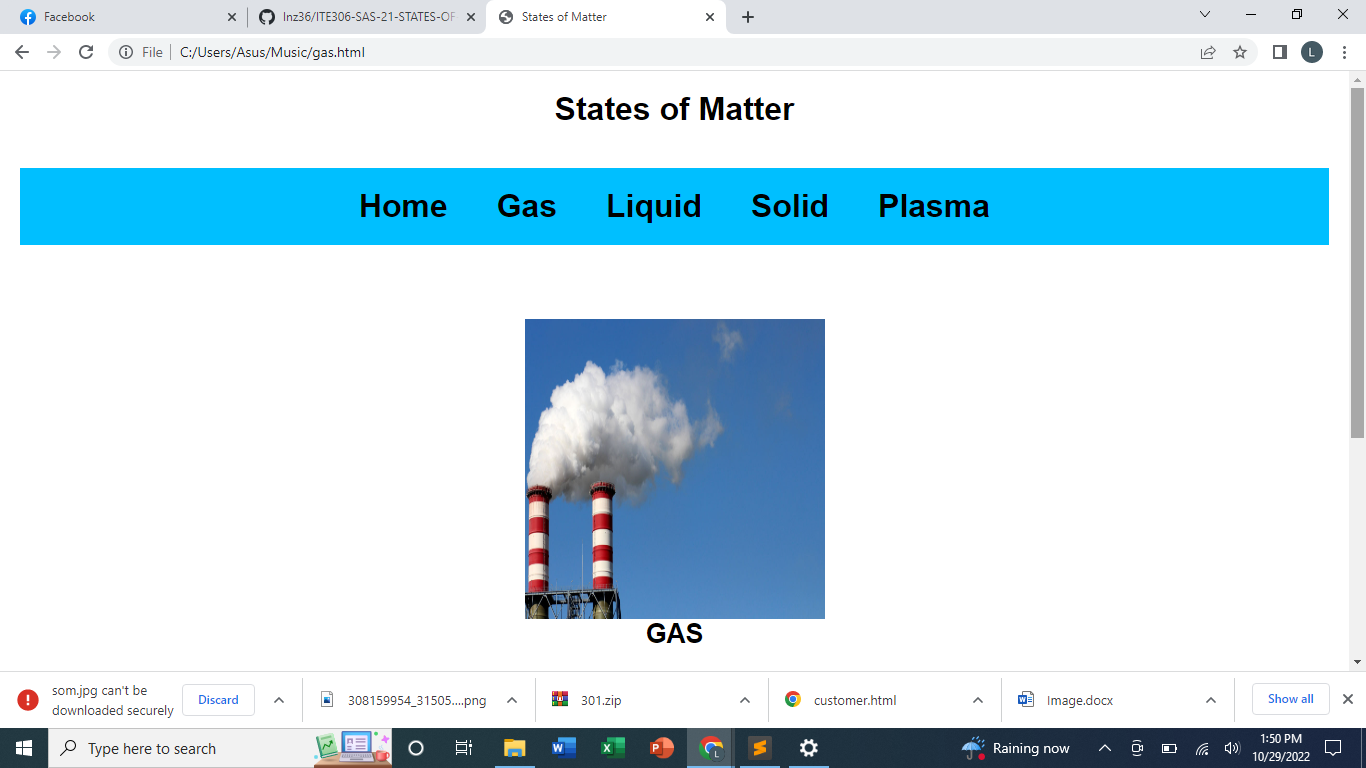 Facebook
Inz36/ITE306-SAS-21-STATES-OF
States of Matter
File
C:/Users/Asus/Music/gas.html
L
States of Matter
Home Gas Liquid Solid Plasma
GAS
som.jpg can't be
downloaded securely
Discard
308159954_31505....png
301.zip
customer.html
Image.docx
Show all
Type here to search
Raining now
1:50 PM
10/29/2022